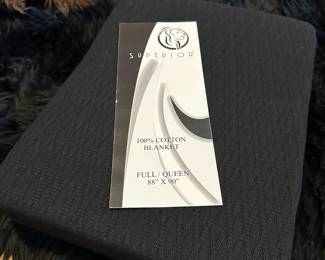 SUPERIOR
100% COTTON
BLANKET
FULL / QUEEN
88" X 90"